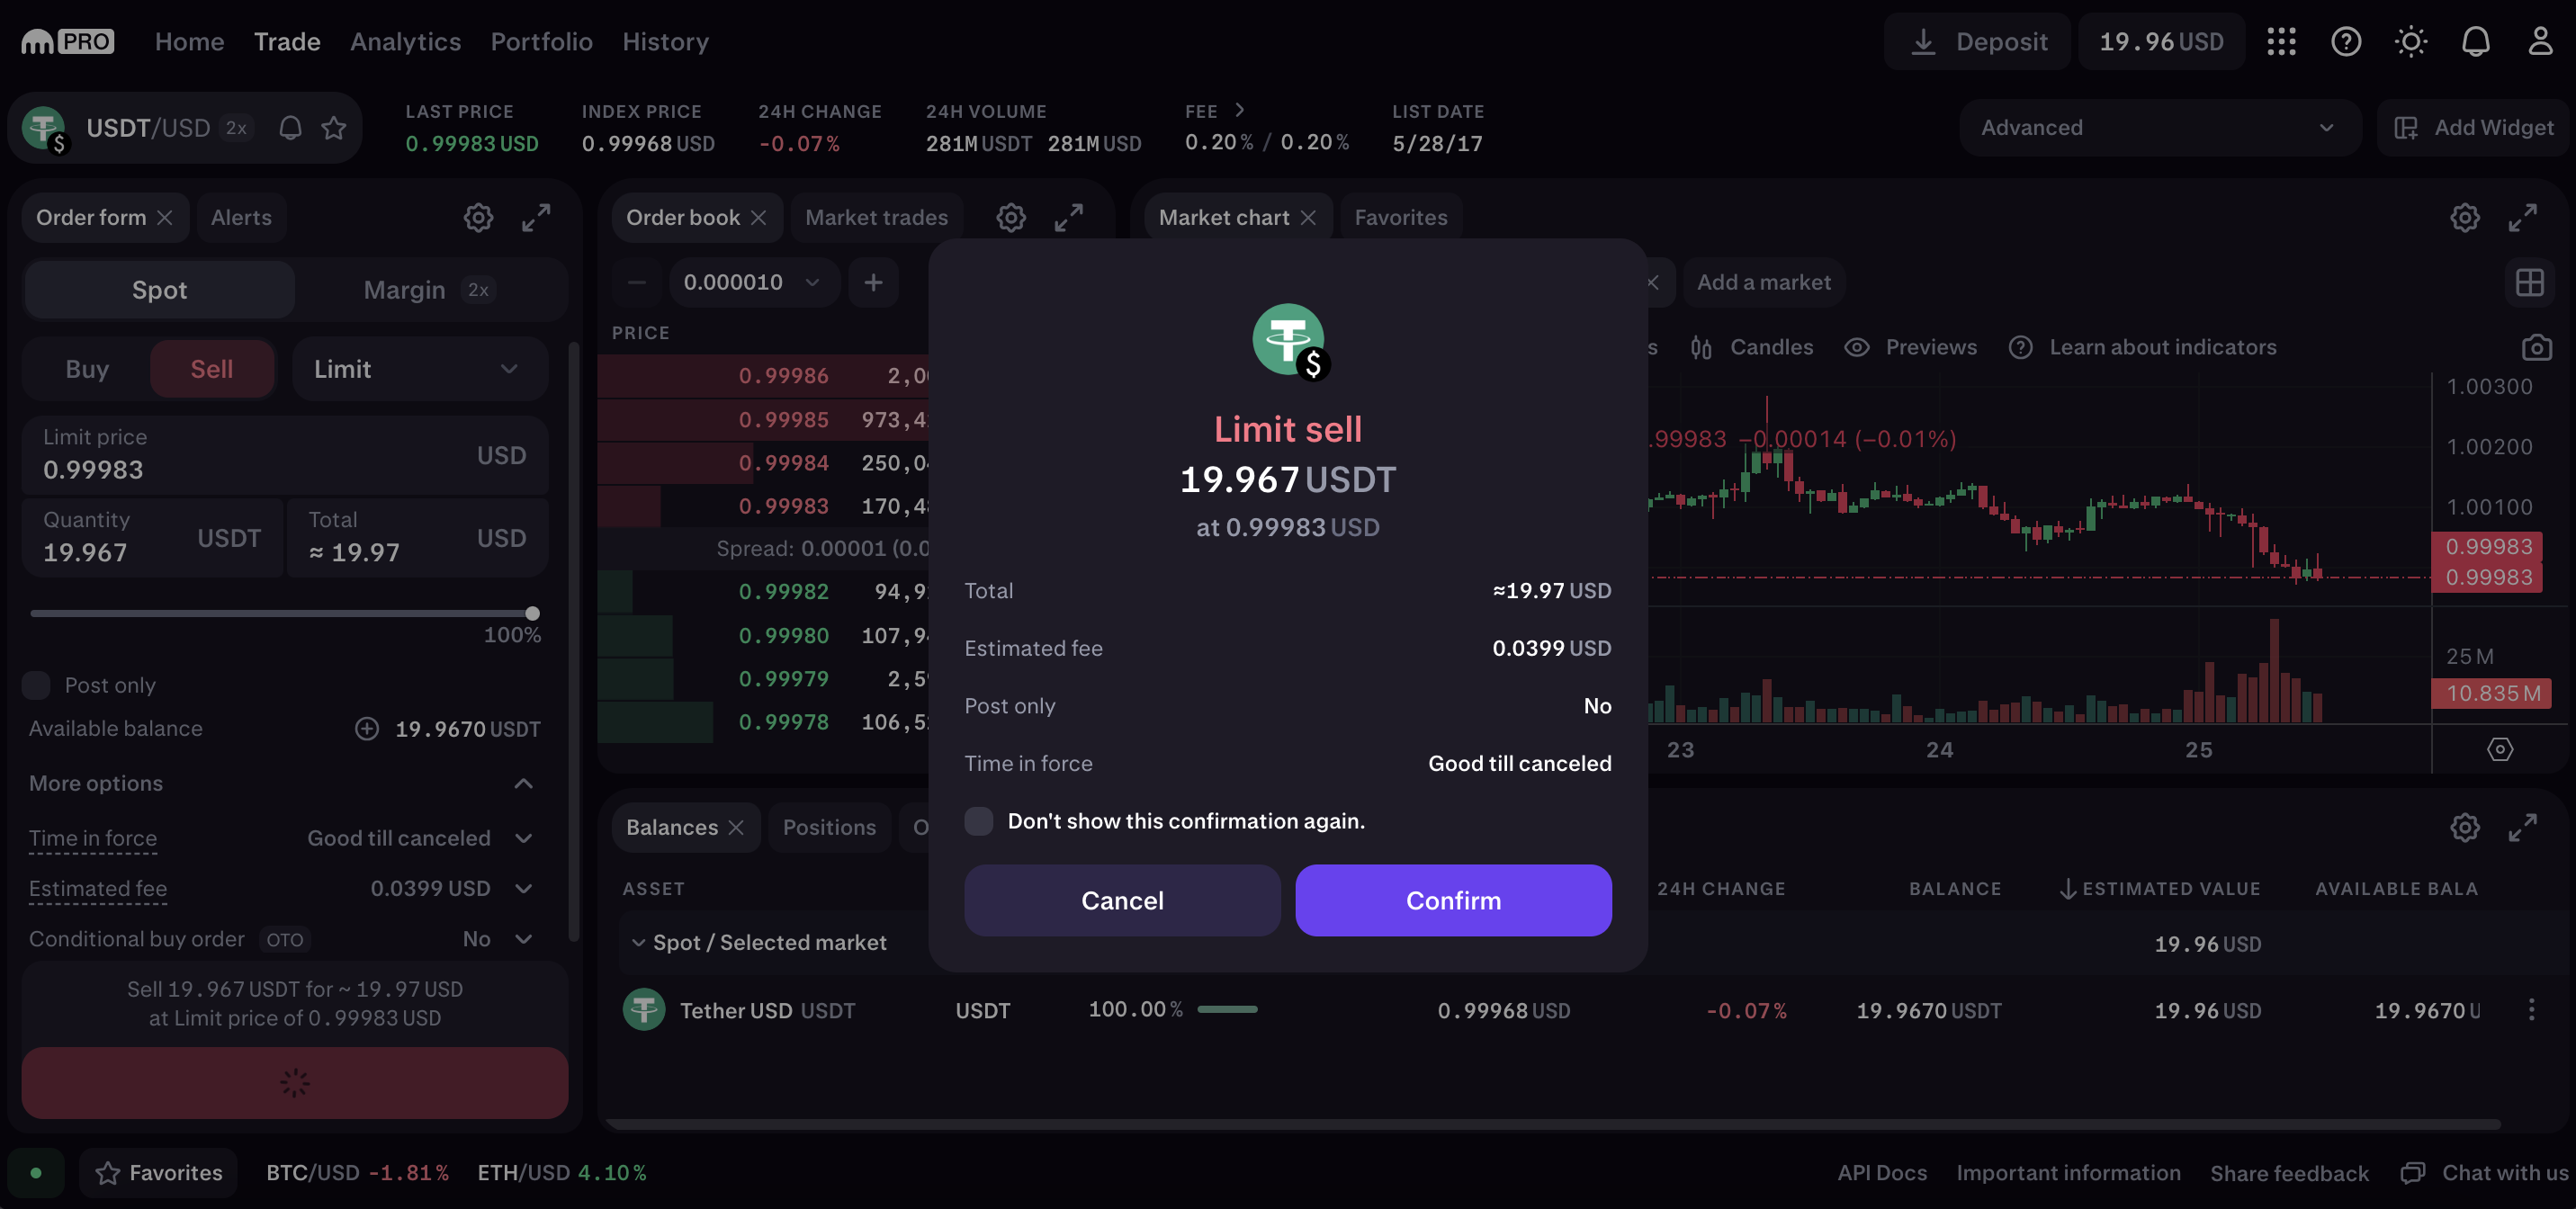 PRO Home Trade Analytics Portfolio History Deposit 19.96 USD
USDT/USD 2x
LAST PRICE INDEX PRICE 24H CHANGE 24H VOLUME FEE LIST DATE
0.99983 USD 0.99968 USD -0.07% 281M USDT 281M USD 0.20% / 0.20% 5/28/17
Advanced Add Widget
Order form Alerts
Spot Margin 2x
Buy Sell Limit
Limit price
0.99983 USD
Quantity
19.967 USDT
Total
≈ 19.97 USD
100%
Post only
Available balance 19.9670 USDT
More options
Time in force Good till canceled
Estimated fee 0.0399 USD
Conditional buy order OTO No
Sell 19.967 USDT for ~ 19.97 USD
at Limit price of 0.99983 USD
Order book Market trades
0.000010
PRICE
0.99986 2,0
0.99985 973,4
0.99984 250,0
0.99983 170,4
Spread: 0.00001 (0.0
0.99982 94,9
0.99980 107,9
0.99979 2,5
0.99978 106,5
Market chart Favorites
Add a market
s Candles Previews Learn about indicators
.99983 −0.00014 (−0.01%)
1.00300
1.00200
1.00100
0.99983
0.99983
25 M
10.835 M
23 24 25
Limit sell
19.967 USDT
at 0.99983 USD
Total ≈19.97 USD
Estimated fee 0.0399 USD
Post only No
Time in force Good till canceled
Don't show this confirmation again.
Cancel Confirm
Balances Positions O
ASSET 24H CHANGE BALANCE ESTIMATED VALUE AVAILABLE BALA
Spot / Selected market 19.96 USD
Tether USD USDT USDT 100.00% 0.99968 USD -0.07% 19.9670 USDT 19.96 USD 19.9670 U
Favorites BTC/USD -1.81% ETH/USD 4.10% API Docs Important information Share feedback Chat with us